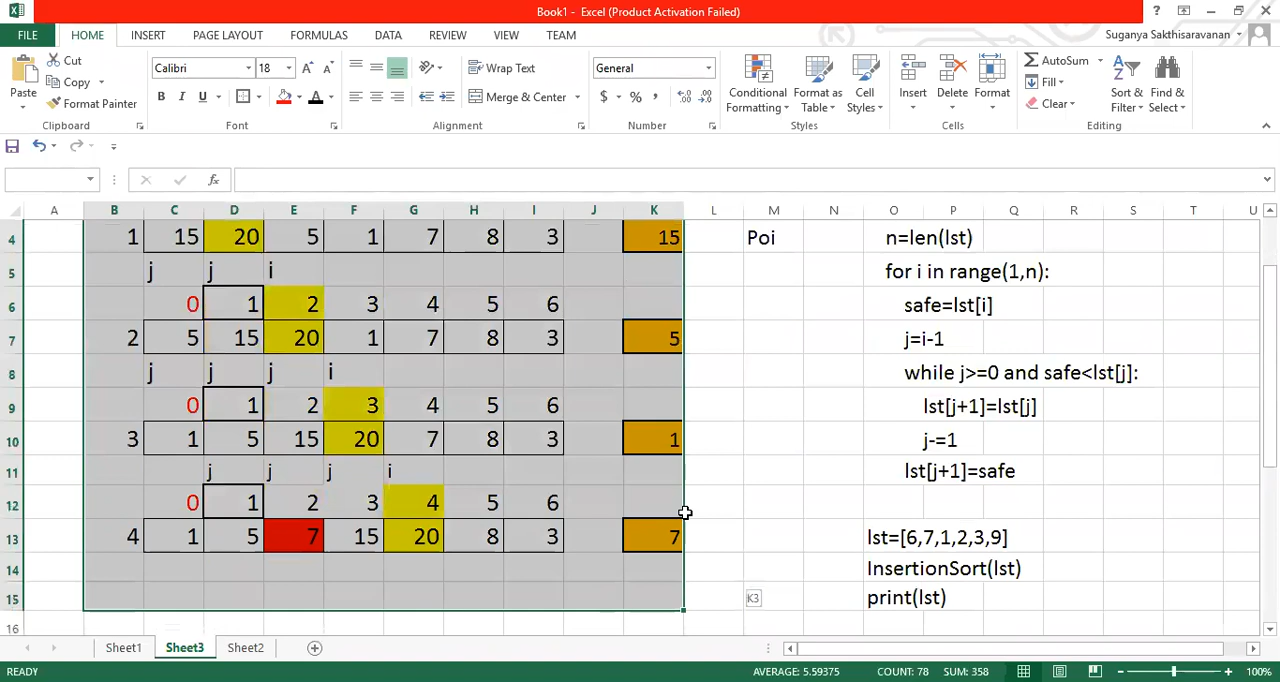 Book1 - Excel (Product Activation Failed)
FILE HOME INSERT PAGE LAYOUT FORMULAS DATA REVIEW VIEW TEAM Suganya Sakthisaravanan
Cut
Copy
Format Painter
Paste
Clipboard
Calibri 18
B I U A
Font
Wrap Text
Merge & Center
Alignment
General
$ % ,
Number
Conditional Formatting
Format as Table
Cell Styles
Styles
Insert Delete Format
Cells
AutoSum
Fill
Clear
Sort & Filter
Find & Select
Editing
fx
A B C D E F G H I J K L M N O P Q R S T U
4 1 15 20 5 1 7 8 3 15 Poi n=len(lst)
5 j j i for i in range(1,n):
6 0 1 2 3 4 5 6 safe=lst[i]
7 2 5 15 20 1 7 8 3 5 j=i-1
8 j j j i while j>=0 and safe<lst[j]:
9 0 1 2 3 4 5 6 lst[j+1]=lst[j]
10 3 1 5 15 20 7 8 3 1 j-=1
11 j j j i lst[j+1]=safe
12 0 1 2 3 4 5 6
13 4 1 5 7 15 20 8 3 7 lst=[6,7,1,2,3,9]
14 InsertionSort(lst)
15 K3 print(lst)
16
Sheet1 Sheet3 Sheet2
READY AVERAGE: 5.59375 COUNT: 78 SUM: 358 100%